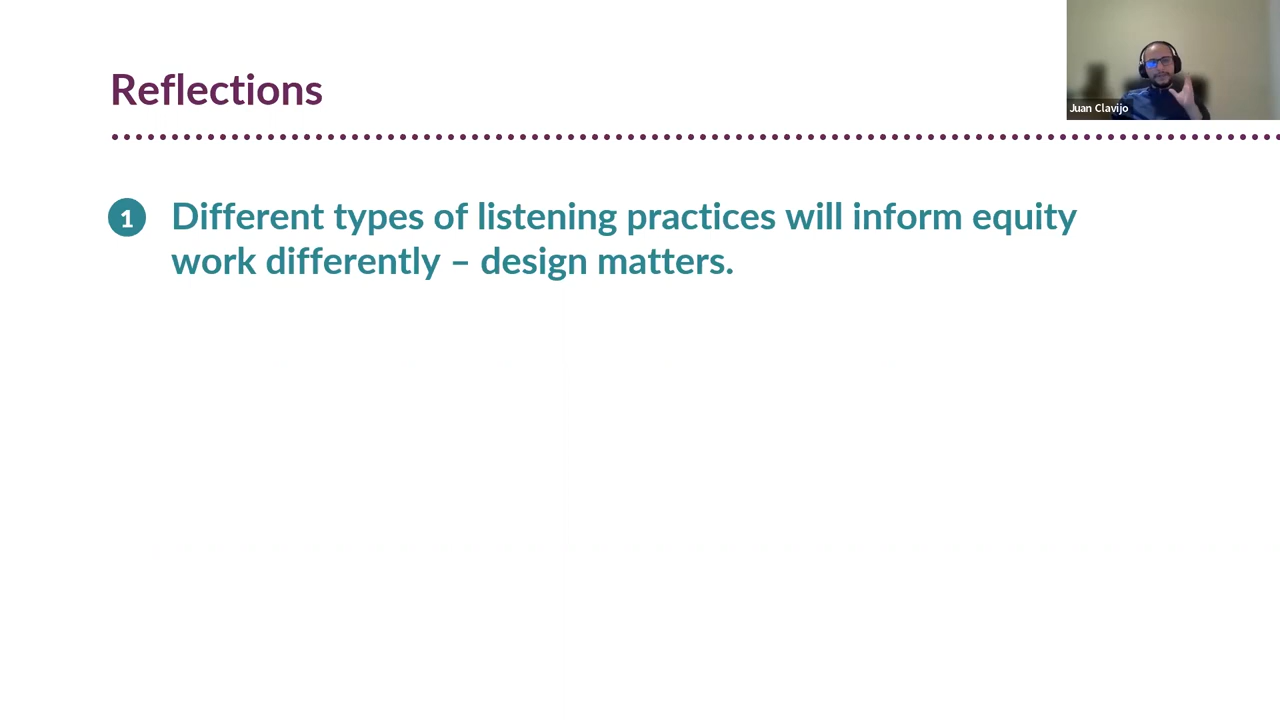 Reflections
Juan Clavijo
1 Different types of listening practices will inform equity
work differently – design matters.